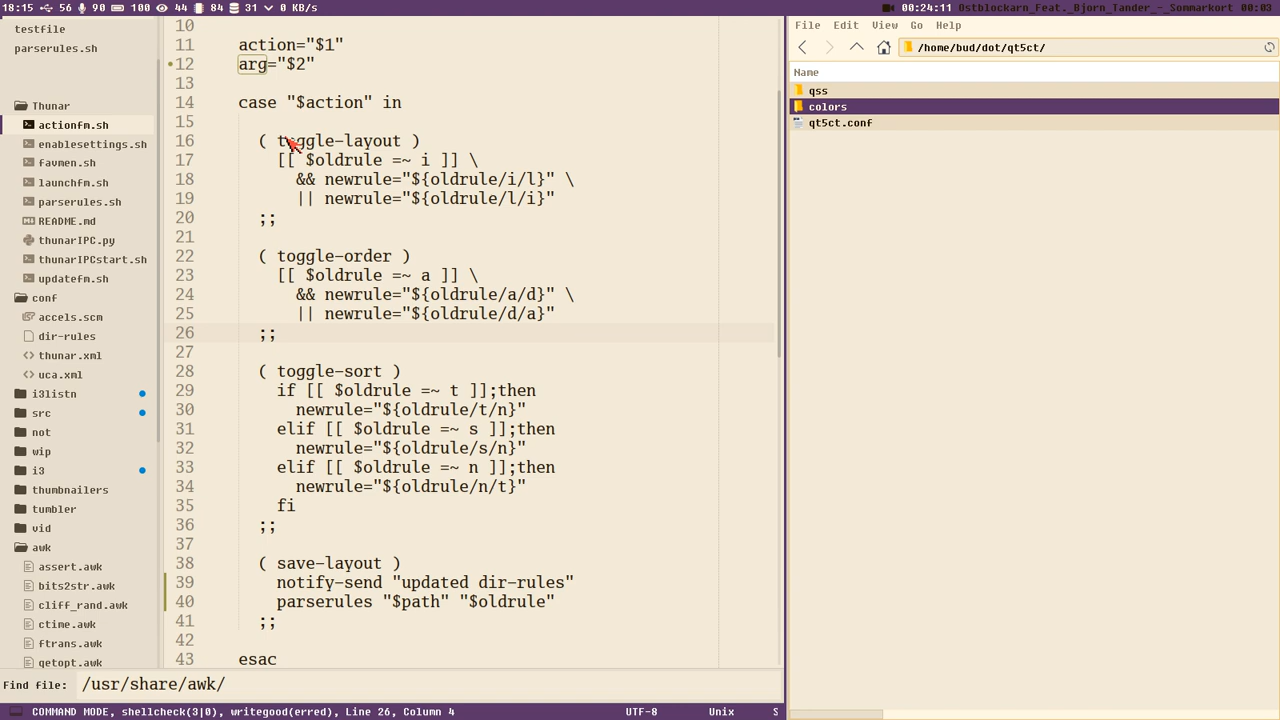 18:15 56 90 100 44 84 31 0 KB/s
00:24:11 Ostblockarn_Feat._Bjorn_Tander_-_Sommarkort 00:03
testfile
parserules.sh
Thunar
actionfm.sh
enablesettings.sh
favmen.sh
launchfm.sh
parserules.sh
README.md
thunarIPC.py
thunarIPCstart.sh
updatefm.sh
conf
accels.scm
dir-rules
thunar.xml
uca.xml
i3listn
src
not
wip
i3
thumbnailers
tumbler
vid
awk
assert.awk
bits2str.awk
cliff_rand.awk
ctime.awk
ftrans.awk
getopt.awk
10
11 action="$1"
12 arg="$2"
13
14 case "$action" in
15
16 ( toggle-layout )
17 [[ $oldrule =~ i ]] \
18 && newrule="${oldrule/i/l}" \
19 || newrule="${oldrule/l/i}"
20 ;;
21
22 ( toggle-order )
23 [[ $oldrule =~ a ]] \
24 && newrule="${oldrule/a/d}" \
25 || newrule="${oldrule/d/a}"
26 ;;
27
28 ( toggle-sort )
29 if [[ $oldrule =~ t ]];then
30 newrule="${oldrule/t/n}"
31 elif [[ $oldrule =~ s ]];then
32 newrule="${oldrule/s/n}"
33 elif [[ $oldrule =~ n ]];then
34 newrule="${oldrule/n/t}"
35 fi
36 ;;
37
38 ( save-layout )
39 notify-send "updated dir-rules"
40 parserules "$path" "$oldrule"
41 ;;
42
43 esac
Find file: /usr/share/awk/
COMMAND MODE, shellcheck(3|0), writegood(erred), Line 26, Column 4 UTF-8 Unix S
File Edit View Go Help
/home/bud/dot/qt5ct/
Name
qss
colors
qt5ct.conf